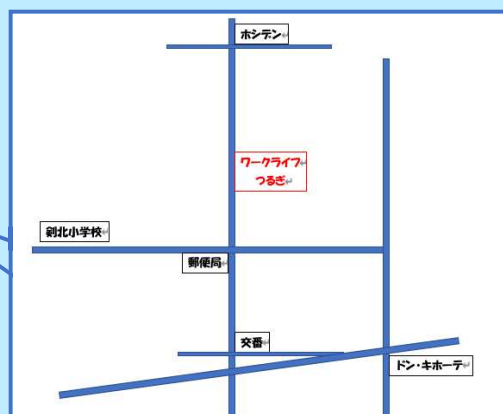 ホシデン
ワークライフ
つるぎ
剣北小学校
郵便局
交番
ドン・キホーテ